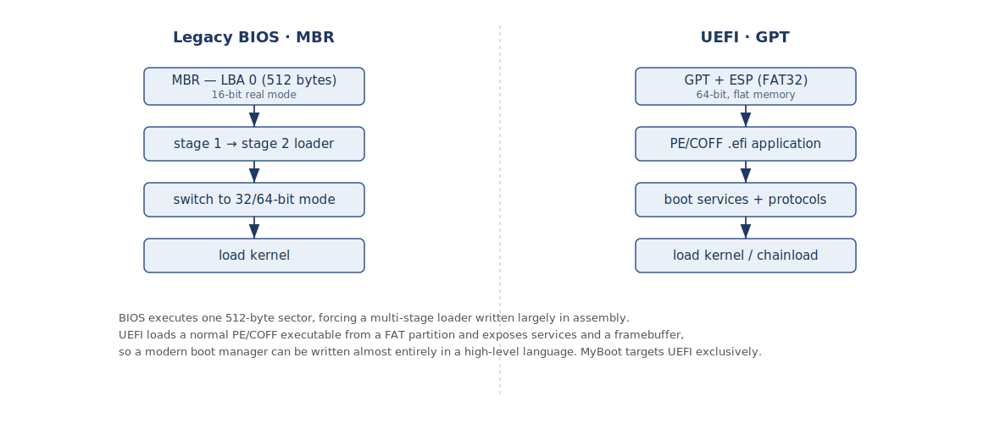 Legacy BIOS · MBR
MBR — LBA 0 (512 bytes)
16-bit real mode
stage 1 → stage 2 loader
switch to 32/64-bit mode
load kernel
UEFI · GPT
GPT + ESP (FAT32)
64-bit, flat memory
PE/COFF .efi application
boot services + protocols
load kernel / chainload
BIOS executes one 512-byte sector, forcing a multi-stage loader written largely in assembly.
UEFI loads a normal PE/COFF executable from a FAT partition and exposes services and a framebuffer,
so a modern boot manager can be written almost entirely in a high-level language. MyBoot targets UEFI exclusively.